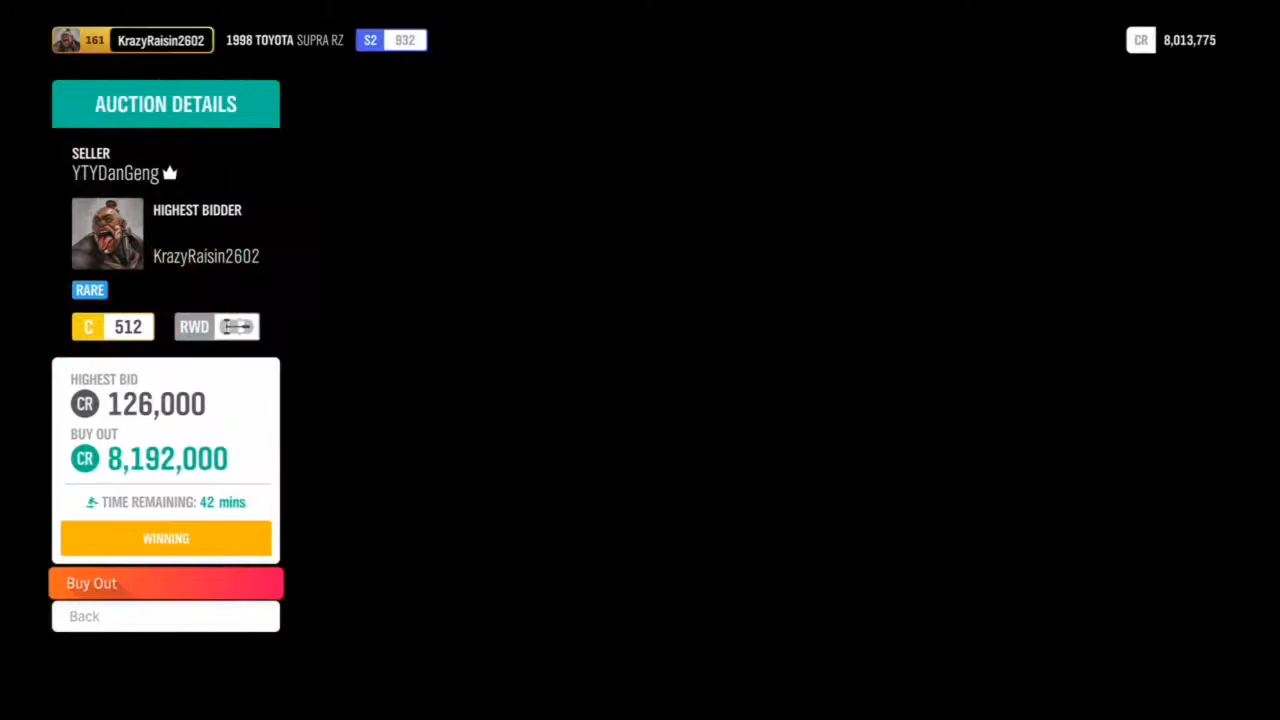 161 KrazyRaisin2602 1998 TOYOTA SUPRA RZ S2 932 CR 8,013,775
AUCTION DETAILS
SELLER
YTYDanGeng
HIGHEST BIDDER
KrazyRaisin2602
RARE
C 512 RWD
HIGHEST BID
CR 126,000
BUY OUT
CR 8,192,000
TIME REMAINING: 42 mins
WINNING
Buy Out
Back